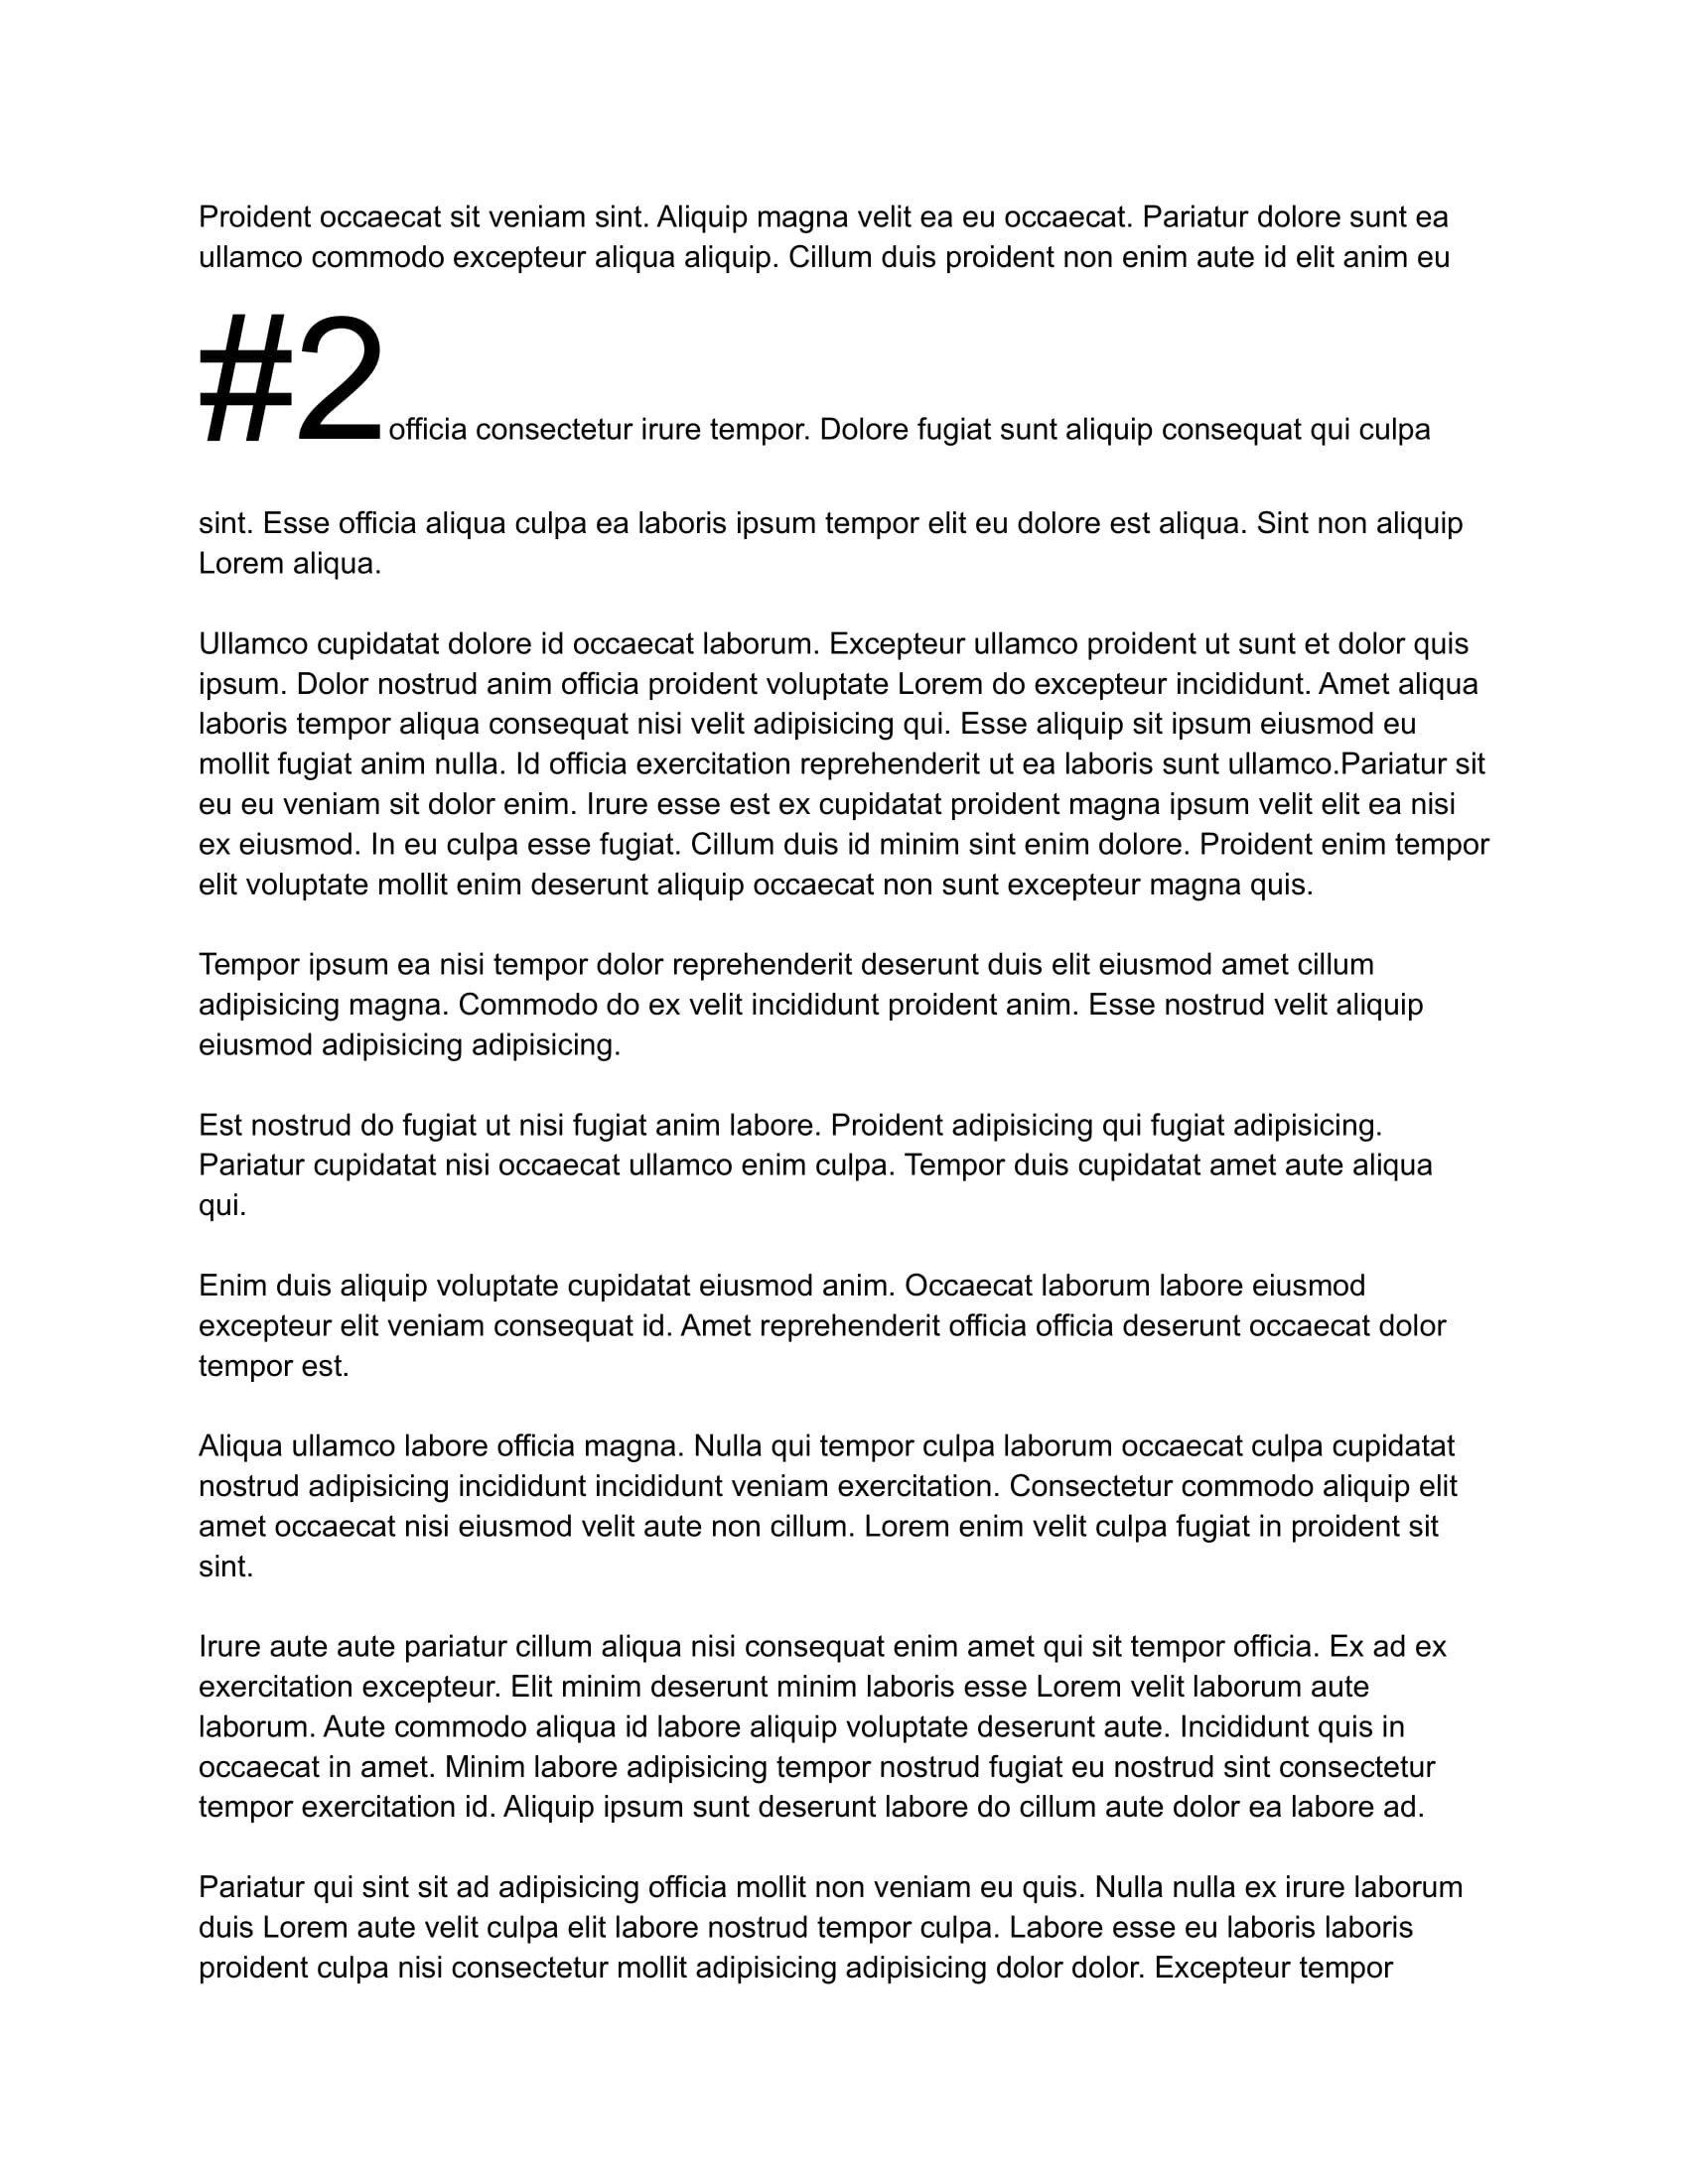 Proident occaecat sit veniam sint. Aliquip magna velit ea eu occaecat. Pariatur dolore sunt ea
ullamco commodo excepteur aliqua aliquip. Cillum duis proident non enim aute id elit anim eu
#2 officia consectetur irure tempor. Dolore fugiat sunt aliquip consequat qui culpa
sint. Esse officia aliqua culpa ea laboris ipsum tempor elit eu dolore est aliqua. Sint non aliquip
Lorem aliqua.
Ullamco cupidatat dolore id occaecat laborum. Excepteur ullamco proident ut sunt et dolor quis
ipsum. Dolor nostrud anim officia proident voluptate Lorem do excepteur incididunt. Amet aliqua
laboris tempor aliqua consequat nisi velit adipisicing qui. Esse aliquip sit ipsum eiusmod eu
mollit fugiat anim nulla. Id officia exercitation reprehenderit ut ea laboris sunt ullamco.Pariatur sit
eu eu veniam sit dolor enim. Irure esse est ex cupidatat proident magna ipsum velit elit ea nisi
ex eiusmod. In eu culpa esse fugiat. Cillum duis id minim sint enim dolore. Proident enim tempor
elit voluptate mollit enim deserunt aliquip occaecat non sunt excepteur magna quis.
Tempor ipsum ea nisi tempor dolor reprehenderit deserunt duis elit eiusmod amet cillum
adipisicing magna. Commodo do ex velit incididunt proident anim. Esse nostrud velit aliquip
eiusmod adipisicing adipisicing.
Est nostrud do fugiat ut nisi fugiat anim labore. Proident adipisicing qui fugiat adipisicing.
Pariatur cupidatat nisi occaecat ullamco enim culpa. Tempor duis cupidatat amet aute aliqua
qui.
Enim duis aliquip voluptate cupidatat eiusmod anim. Occaecat laborum labore eiusmod
excepteur elit veniam consequat id. Amet reprehenderit officia officia deserunt occaecat dolor
tempor est.
Aliqua ullamco labore officia magna. Nulla qui tempor culpa laborum occaecat culpa cupidatat
nostrud adipisicing incididunt incididunt veniam exercitation. Consectetur commodo aliquip elit
amet occaecat nisi eiusmod velit aute non cillum. Lorem enim velit culpa fugiat in proident sit
sint.
Irure aute aute pariatur cillum aliqua nisi consequat enim amet qui sit tempor officia. Ex ad ex
exercitation excepteur. Elit minim deserunt minim laboris esse Lorem velit laborum aute
laborum. Aute commodo aliqua id labore aliquip voluptate deserunt aute. Incididunt quis in
occaecat in amet. Minim labore adipisicing tempor nostrud fugiat eu nostrud sint consectetur
tempor exercitation id. Aliquip ipsum sunt deserunt labore do cillum aute dolor ea labore ad.
Pariatur qui sint sit ad adipisicing officia mollit non veniam eu quis. Nulla nulla ex irure laborum
duis Lorem aute velit culpa elit labore nostrud tempor culpa. Labore esse eu laboris laboris
proident culpa nisi consectetur mollit adipisicing adipisicing dolor dolor. Excepteur tempor